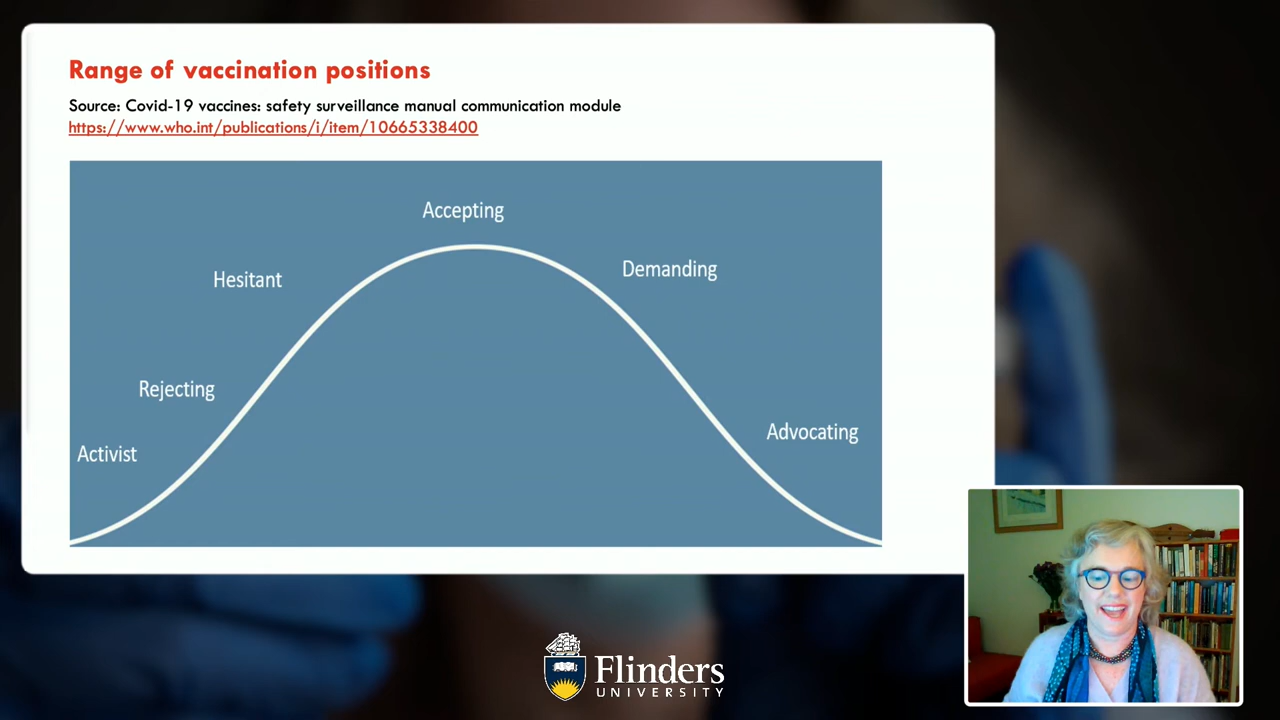 Range of vaccination positions
Source: Covid-19 vaccines: safety surveillance manual communication module
https://www.who.int/publications/i/item/10665338400
Accepting
Hesitant
Demanding
Rejecting
Advocating
Activist
Flinders
UNIVERSITY